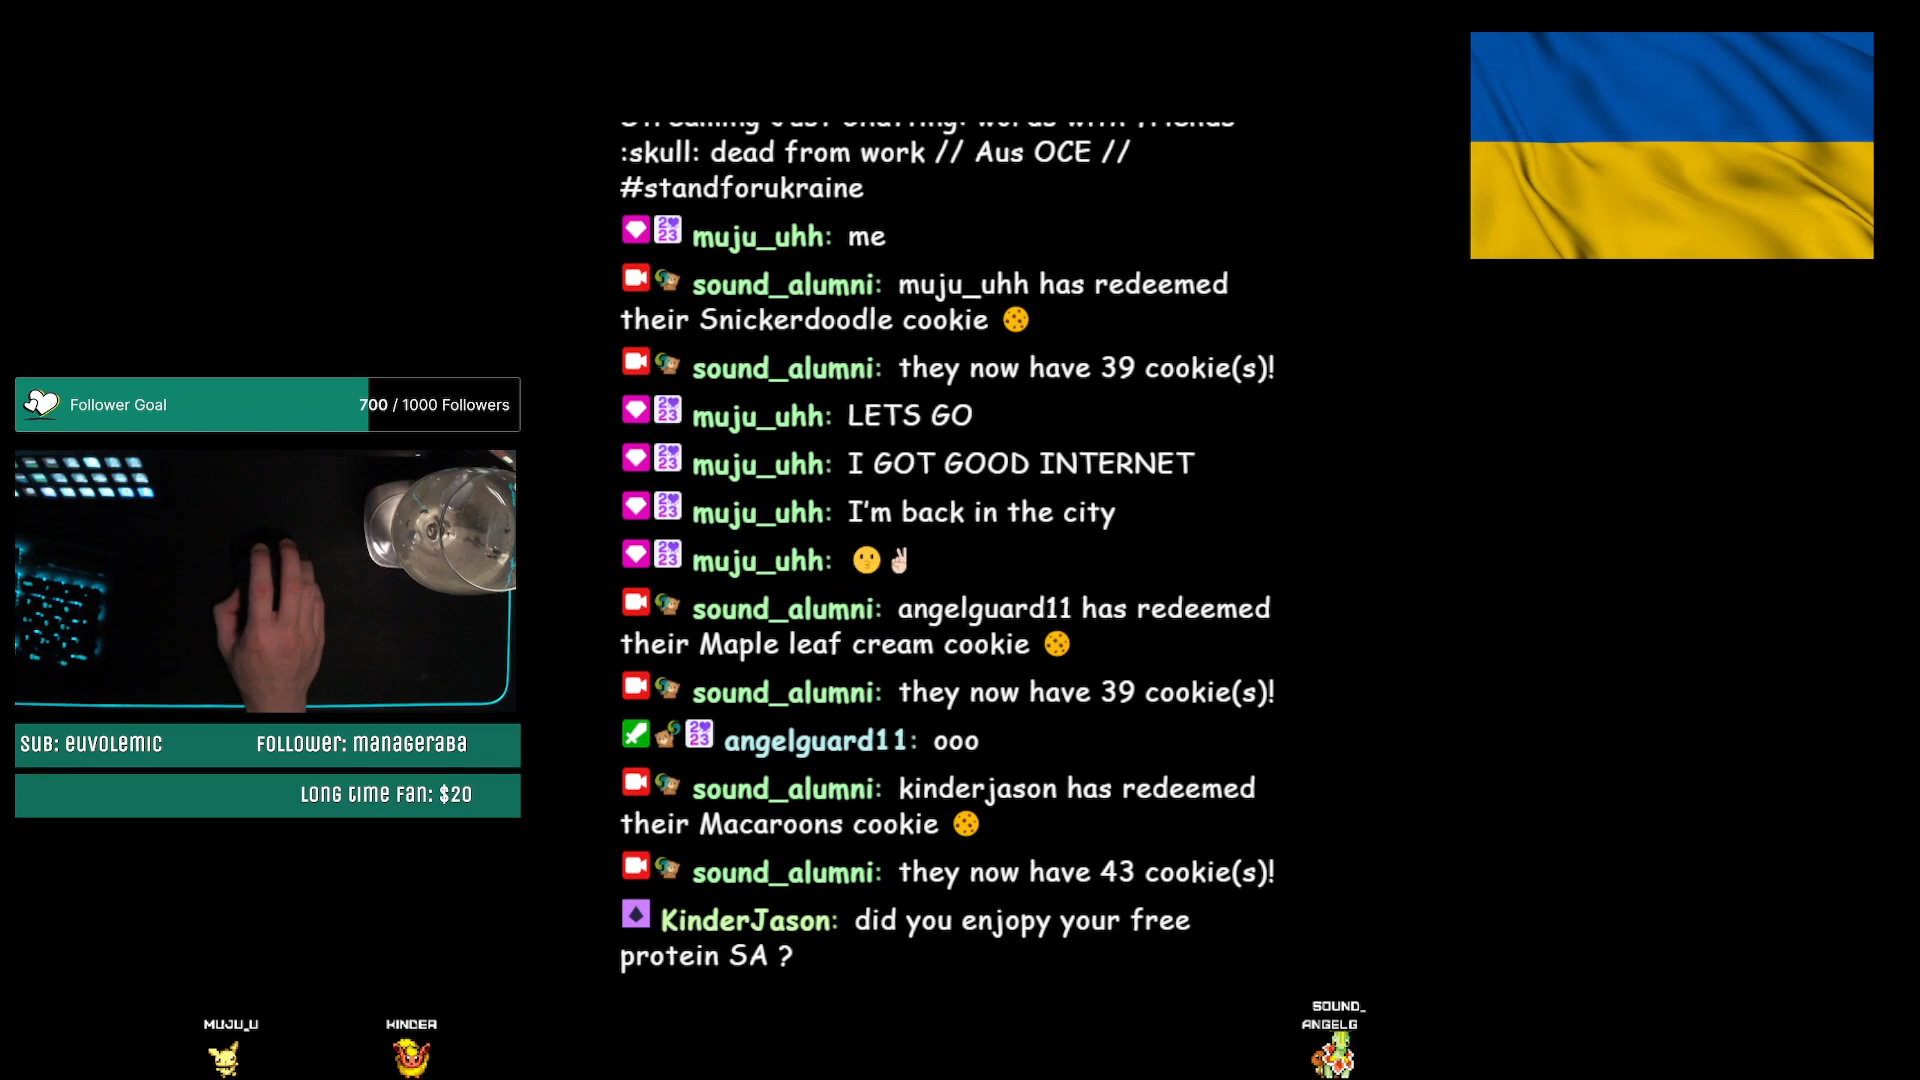 :skull: dead from work // Aus OCE //
#standforukraine
muju_uhh: me
sound_alumni: muju_uhh has redeemed
their Snickerdoodle cookie
sound_alumni: they now have 39 cookie(s)!
muju_uhh: LETS GO
muju_uhh: I GOT GOOD INTERNET
muju_uhh: I'm back in the city
muju_uhh:
sound_alumni: angelguard11 has redeemed
their Maple leaf cream cookie
sound_alumni: they now have 39 cookie(s)!
angelguard11: ooo
sound_alumni: kinderjason has redeemed
their Macaroons cookie
sound_alumni: they now have 43 cookie(s)!
KinderJason: did you enjopy your free
protein SA ?
Follower Goal 700 / 1000 Followers
SUB: EUVOLEMIC FOLLOWER: MANAGERABA
LONG TIME FAN: $20
MUJU_U
KINDER
SOUND_
ANGELG